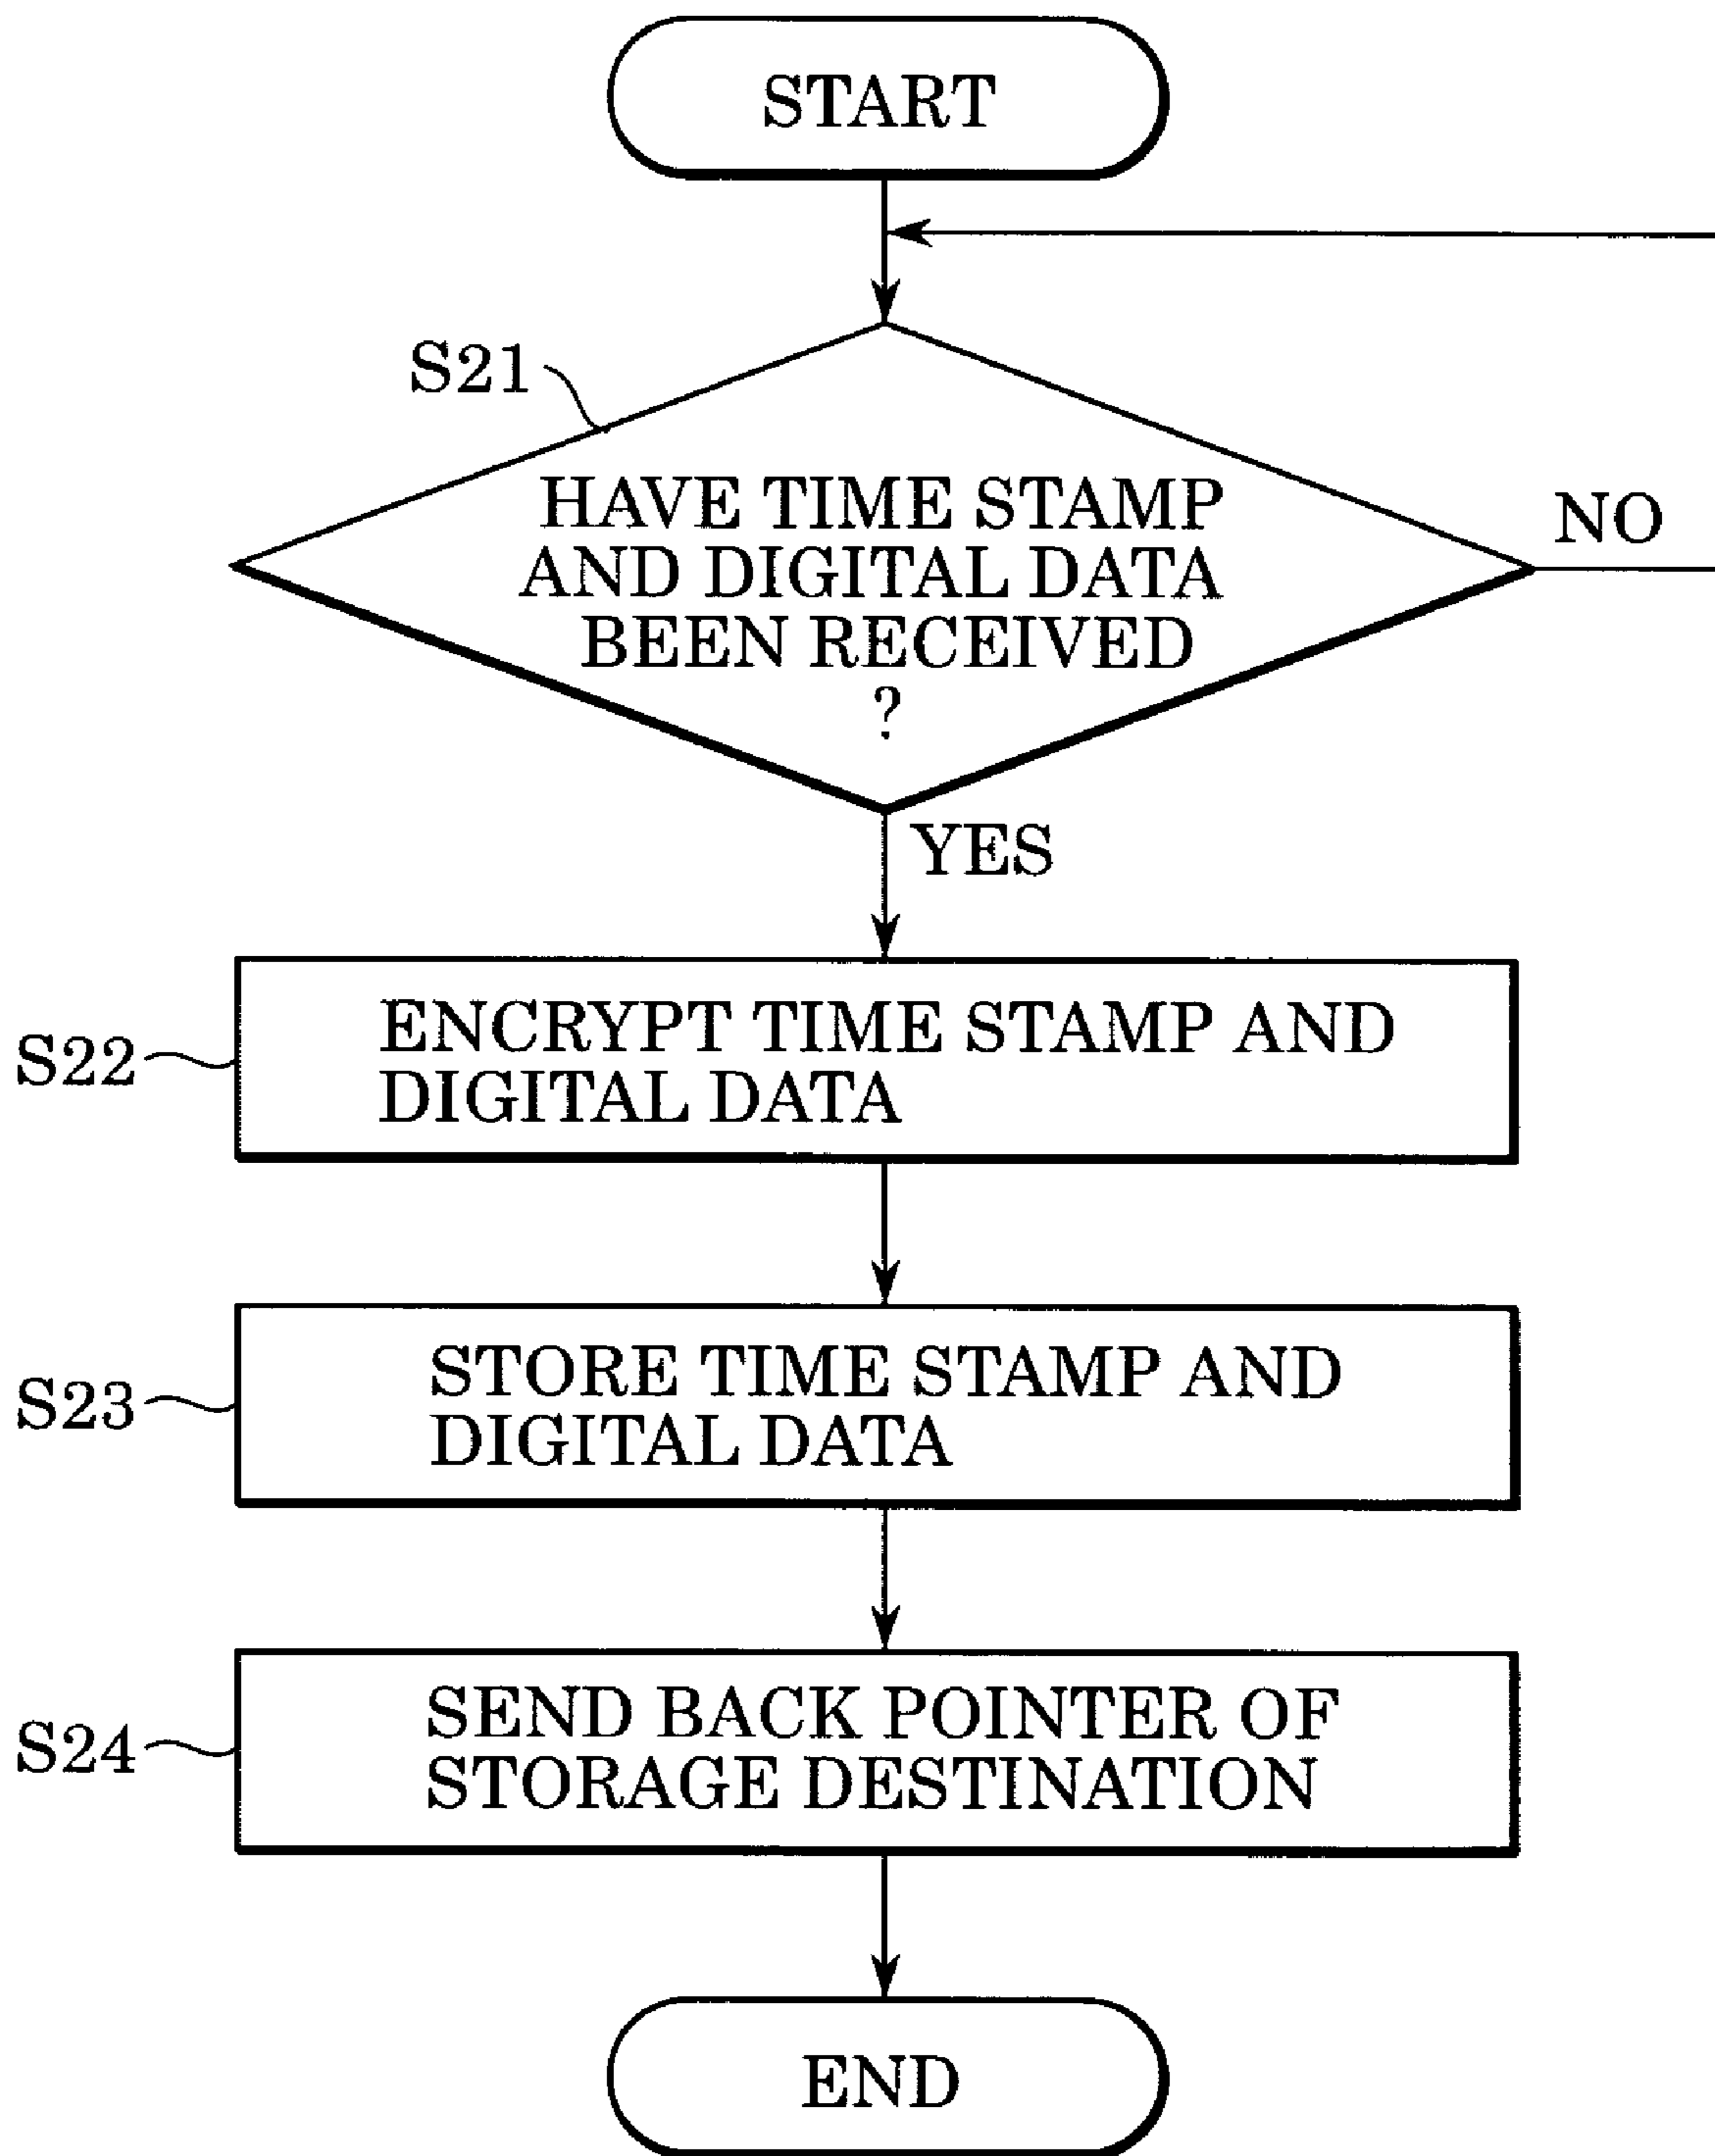 START
S21
HAVE TIME STAMP
AND DIGITAL DATA
BEEN RECEIVED
?
NO
YES
S22
ENCRYPT TIME STAMP AND
DIGITAL DATA
S23
STORE TIME STAMP AND
DIGITAL DATA
S24
SEND BACK POINTER OF
STORAGE DESTINATION
END